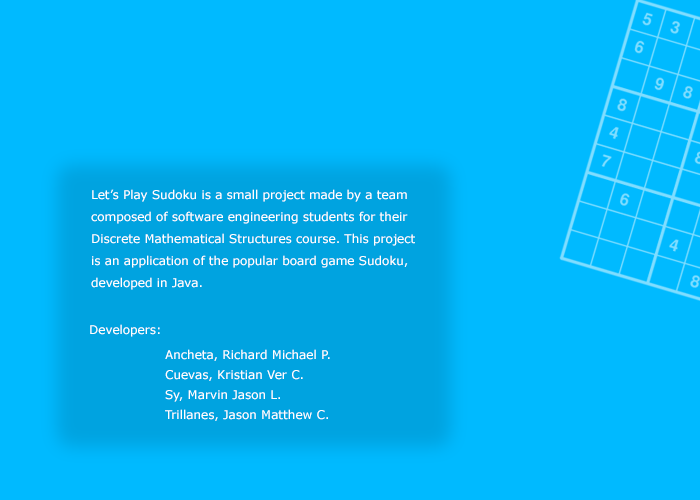 Let’s Play Sudoku is a small project made by a team
composed of software engineering students for their
Discrete Mathematical Structures course. This project
is an application of the popular board game Sudoku,
developed in Java.
Developers:
Ancheta, Richard Michael P.
Cuevas, Kristian Ver C.
Sy, Marvin Jason L.
Trillanes, Jason Matthew C.
5 3
6
9 8
8
4
8
7
6
4
8